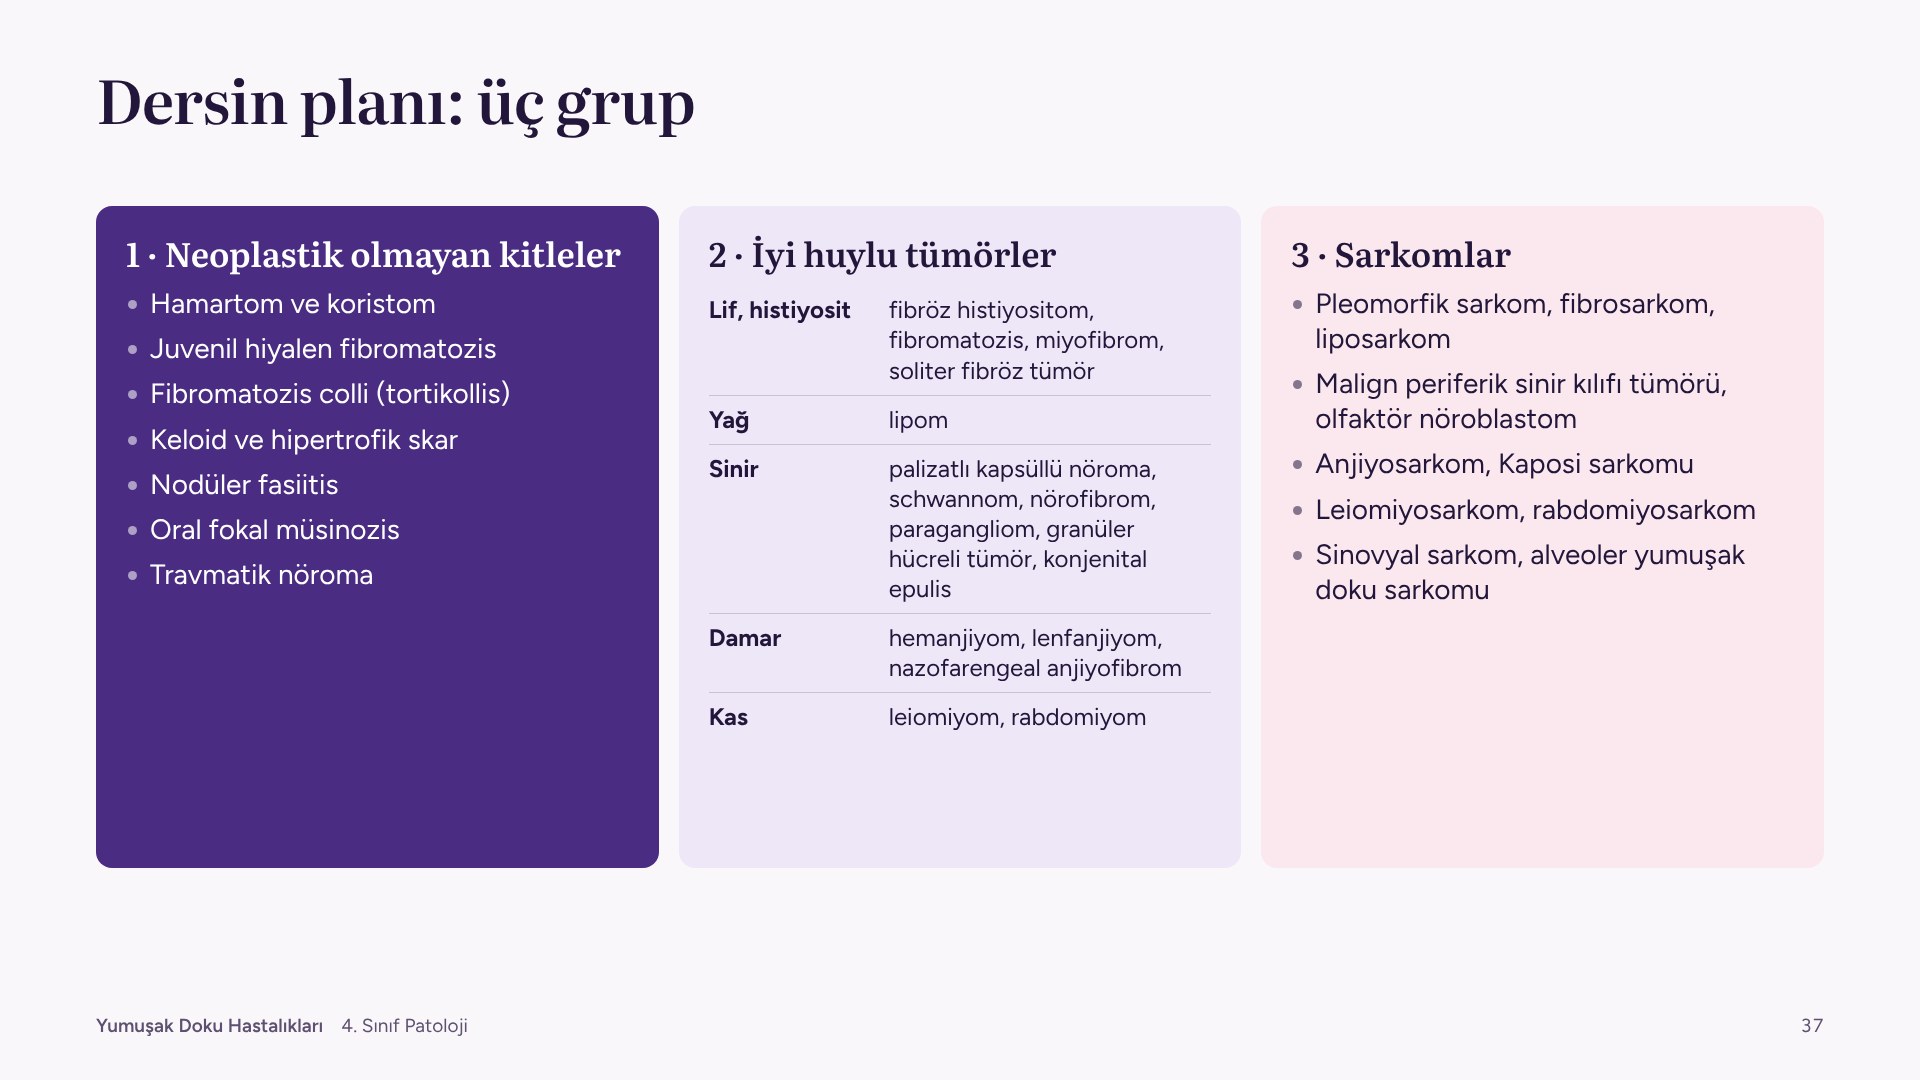 Dersin planı: üç grup
1 · Neoplastik olmayan kitleler
• Hamartom ve koristom
• Juvenil hiyalen fibromatozis
• Fibromatozis colli (tortikollis)
• Keloid ve hipertrofik skar
• Nodüler fasiitis
• Oral fokal müsinozis
• Travmatik nöroma
2 · İyi huylu tümörler
Lif, histiyosit fibröz histiyositom,
fibromatozis, miyofibrom,
soliter fibröz tümör
Yağ lipom
Sinir palizatlı kapsüllü nöroma,
schwannom, nörofibrom,
paragangliom, granüler
hücreli tümör, konjenital
epulis
Damar hemanjiyom, lenfanjiyom,
nazofarengeal anjiyofibrom
Kas leiomiyom, rabdomiyom
3 · Sarkomlar
• Pleomorfik sarkom, fibrosarkom,
liposarkom
• Malign periferik sinir kılıfı tümörü,
olfaktör nöroblastom
• Anjiyosarkom, Kaposi sarkomu
• Leiomiyosarkom, rabdomiyosarkom
• Sinovyal sarkom, alveoler yumuşak
doku sarkomu
Yumuşak Doku Hastalıkları 4. Sınıf Patoloji
37